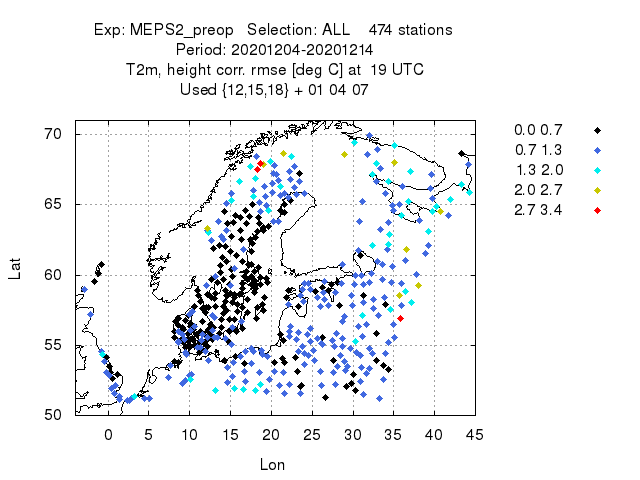 Exp: MEPS2_preop Selection: ALL 474 stations
Period: 20201204-20201214
T2m, height corr. rmse [deg C] at 19 UTC
Used {12,15,18} + 01 04 07
0.0 0.7
0.7 1.3
1.3 2.0
2.0 2.7
2.7 3.4
70
65
60
55
50
Lat
0 5 10 15 20 25 30 35 40 45
Lon